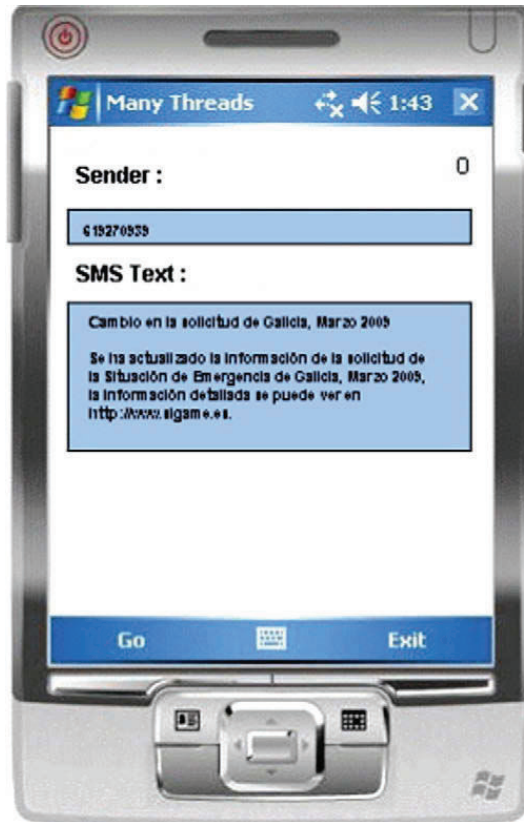 Many Threads 1:43
0
Sender :
619270939
SMS Text :
Cambio en la solicitud de Galicia, Marzo 2009
Se ha actualizado la información de la solicitud de
la Situación de Emergencia de Galicia, Marzo 2009,
la información detallada se puede ver en
http://www.sigame.es.
Go Exit